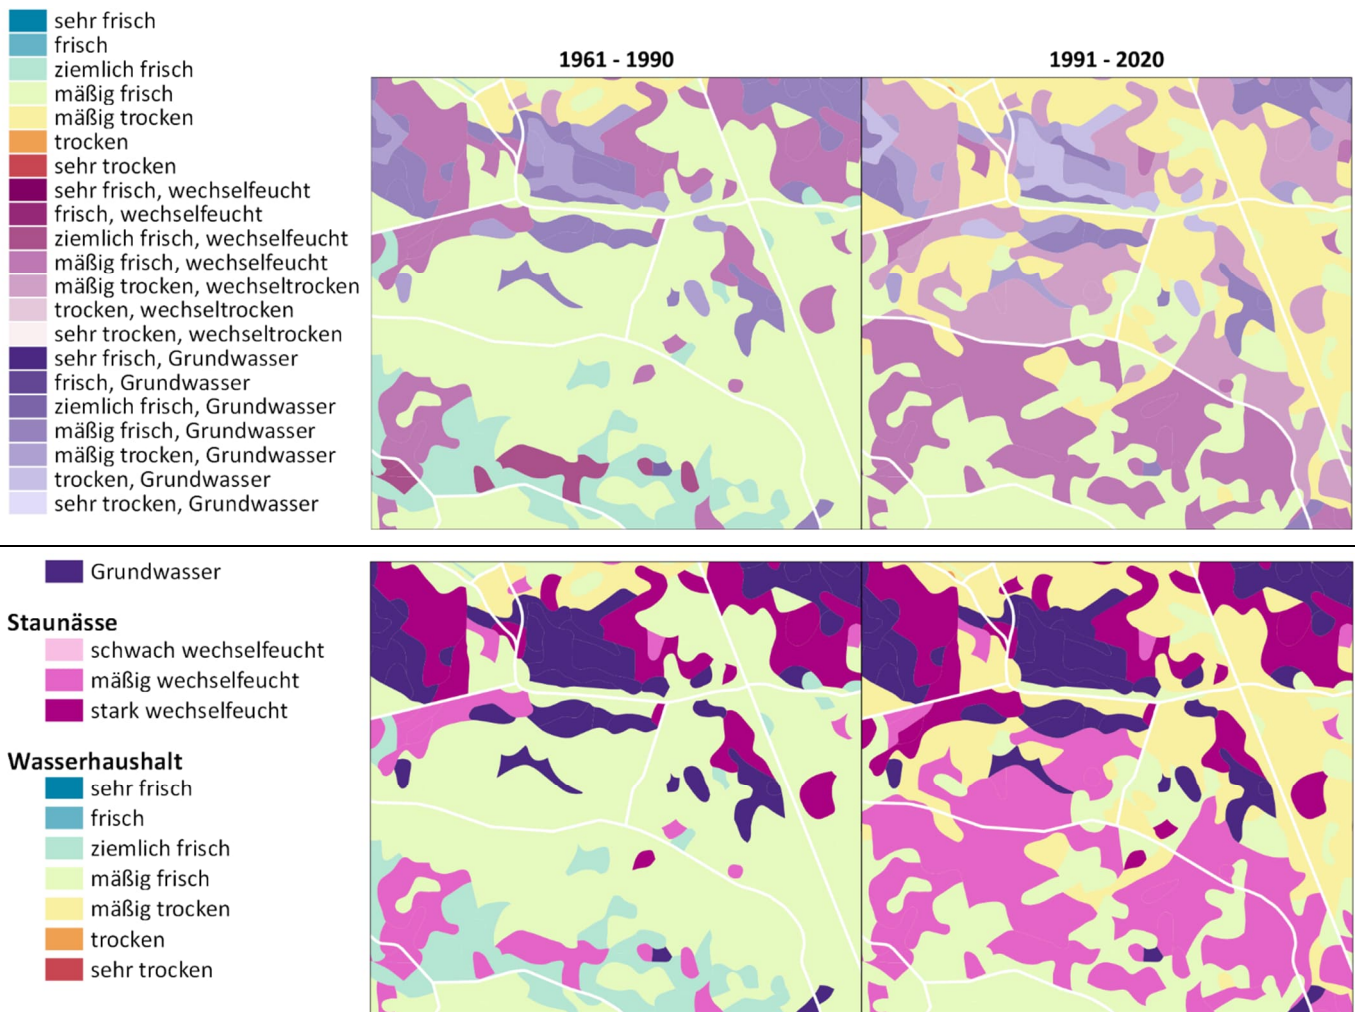 sehr frisch
frisch
ziemlich frisch
mäßig frisch
mäßig trocken
trocken
sehr trocken
sehr frisch, wechselfeucht
frisch, wechselfeucht
ziemlich frisch, wechselfeucht
mäßig frisch, wechselfeucht
mäßig trocken, wechseltrocken
trocken, wechseltrocken
sehr trocken, wechseltrocken
sehr frisch, Grundwasser
frisch, Grundwasser
ziemlich frisch, Grundwasser
mäßig frisch, Grundwasser
mäßig trocken, Grundwasser
trocken, Grundwasser
sehr trocken, Grundwasser
1961 - 1990
1991 - 2020
Grundwasser
Staunässe
schwach wechselfeucht
mäßig wechselfeucht
stark wechselfeucht
Wasserhaushalt
sehr frisch
frisch
ziemlich frisch
mäßig frisch
mäßig trocken
trocken
sehr trocken